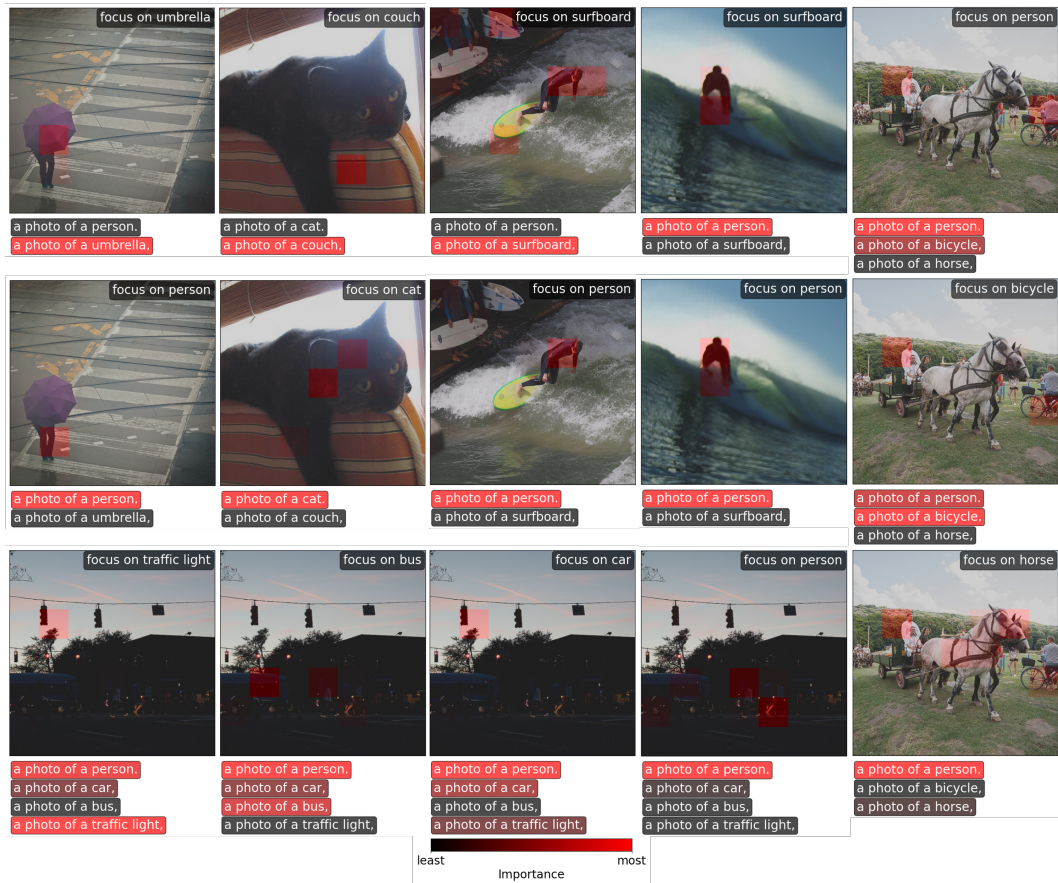 focus on umbrella
a photo of a person.
a photo of a umbrella,
focus on couch
a photo of a cat.
a photo of a couch,
focus on surfboard
a photo of a person.
a photo of a surfboard,
focus on surfboard
a photo of a person.
a photo of a surfboard,
focus on person
a photo of a person.
a photo of a bicycle,
a photo of a horse,
focus on person
a photo of a person.
a photo of a umbrella,
focus on cat
a photo of a cat.
a photo of a couch,
focus on person
a photo of a person.
a photo of a surfboard,
focus on person
a photo of a person.
a photo of a surfboard,
focus on bicycle
a photo of a person.
a photo of a bicycle,
a photo of a horse,
focus on traffic light
a photo of a person.
a photo of a car,
a photo of a bus,
a photo of a traffic light,
focus on bus
a photo of a person.
a photo of a car,
a photo of a bus,
a photo of a traffic light,
focus on car
a photo of a person.
a photo of a car,
a photo of a bus,
a photo of a traffic light,
focus on person
a photo of a person.
a photo of a car,
a photo of a bus,
a photo of a traffic light,
focus on horse
a photo of a person.
a photo of a bicycle,
a photo of a horse,
least most
Importance